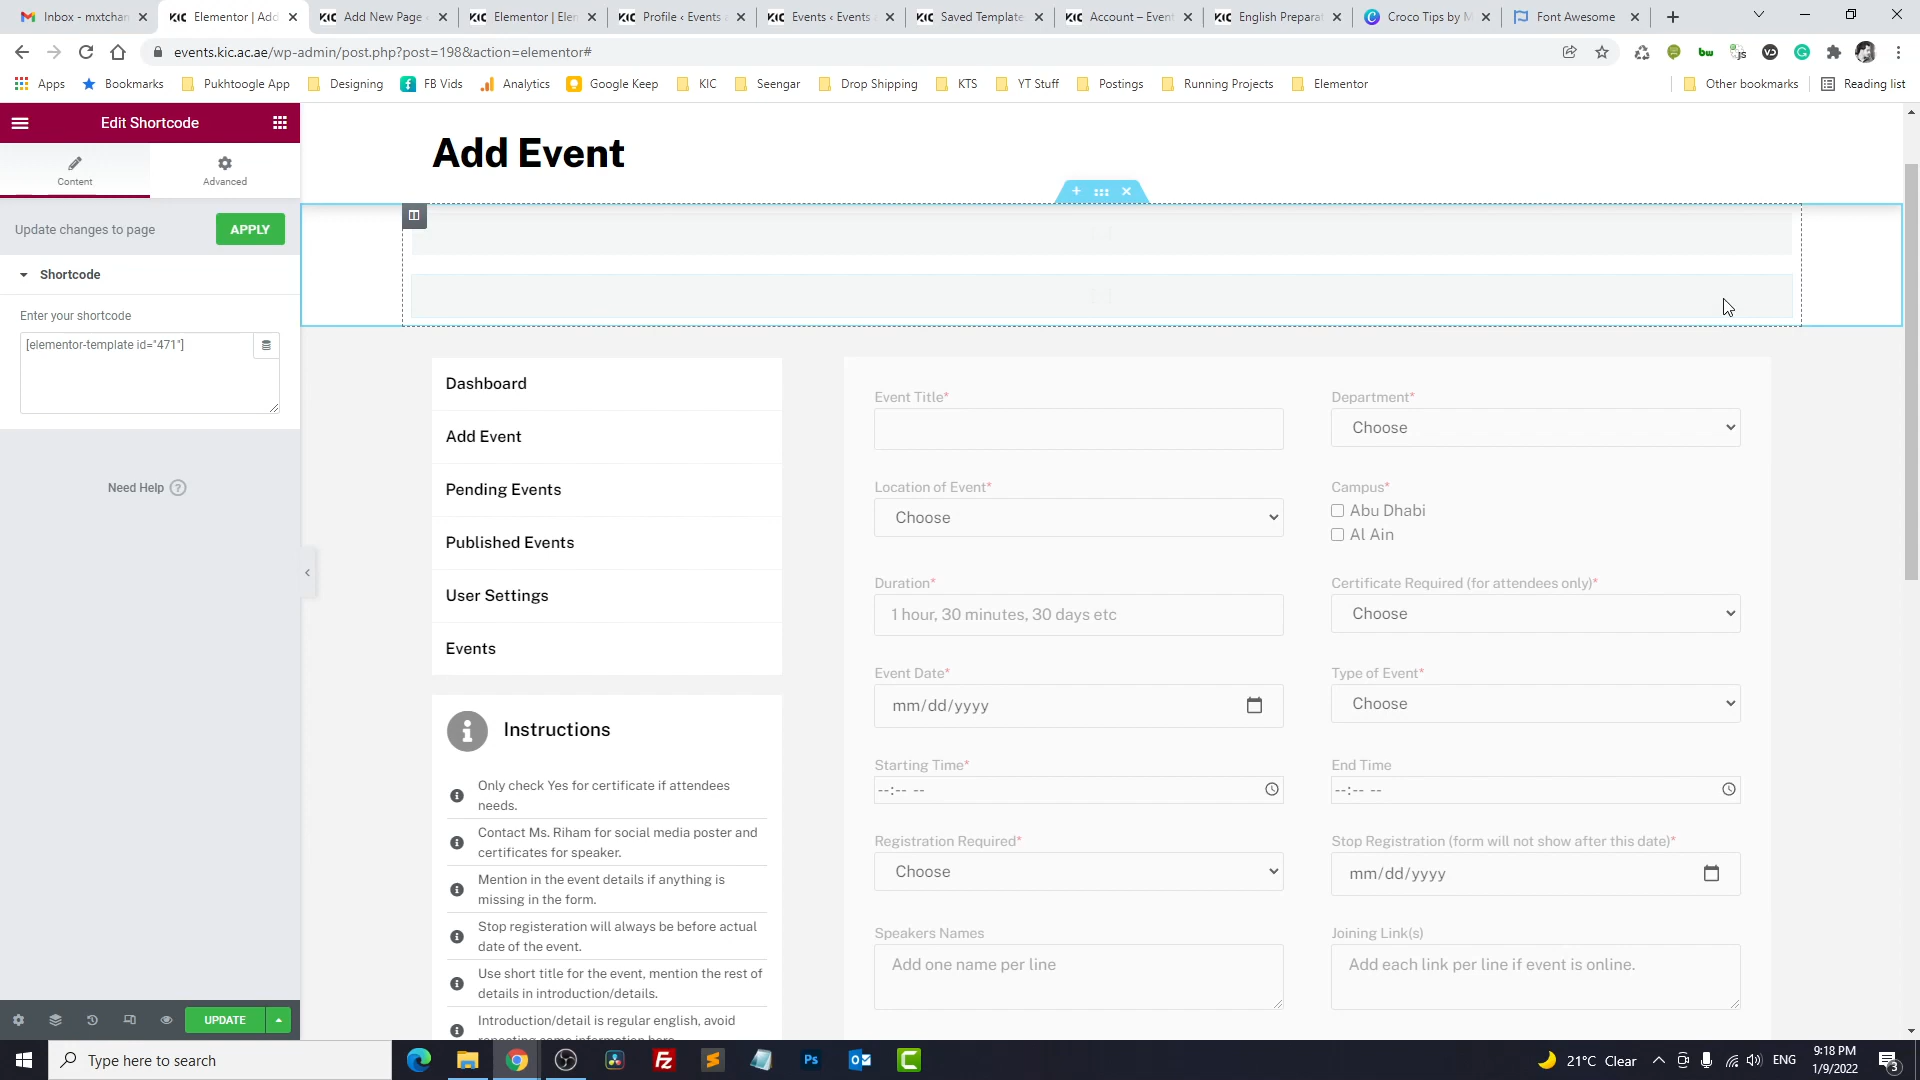 Inbox - mxtchan
Elementor | Add
Add New Page ‹
Elementor | Elen
Profile ‹ Events
Events ‹ Events
Saved Template
Account – Event
English Preparat
Croco Tips by M
Font Awesome
events.kic.ac.ae/wp-admin/post.php?post=198&action=elementor#
Apps
Bookmarks
Pukhtoogle App
Designing
FB Vids
Analytics
Google Keep
KIC
Seengar
Drop Shipping
KTS
YT Stuff
Postings
Running Projects
Elementor
Other bookmarks
Reading list
Edit Shortcode
Content
Advanced
Update changes to page
APPLY
Shortcode
Enter your shortcode
[elementor-template id="471"]
Need Help
UPDATE
Add Event
Dashboard
Add Event
Pending Events
Published Events
User Settings
Events
Instructions
Only check Yes for certificate if attendees
needs.
Contact Ms. Riham for social media poster and
certificates for speaker.
Mention in the event details if anything is
missing in the form.
Stop registeration will always be before actual
date of the event.
Use short title for the event, mention the rest of
details in introduction/details.
Introduction/detail is regular english, avoid
Event Title*
Department*
Choose
Location of Event*
Choose
Campus*
Abu Dhabi
Al Ain
Duration*
1 hour, 30 minutes, 30 days etc
Certificate Required (for attendees only)*
Choose
Event Date*
mm/dd/yyyy
Type of Event*
Choose
Starting Time*
--:-- --
End Time
--:-- --
Registration Required*
Choose
Stop Registration (form will not show after this date)*
mm/dd/yyyy
Speakers Names
Add one name per line
Joining Link(s)
Add each link per line if event is online.
Type here to search
21°C Clear
ENG
9:18 PM
1/9/2022
3